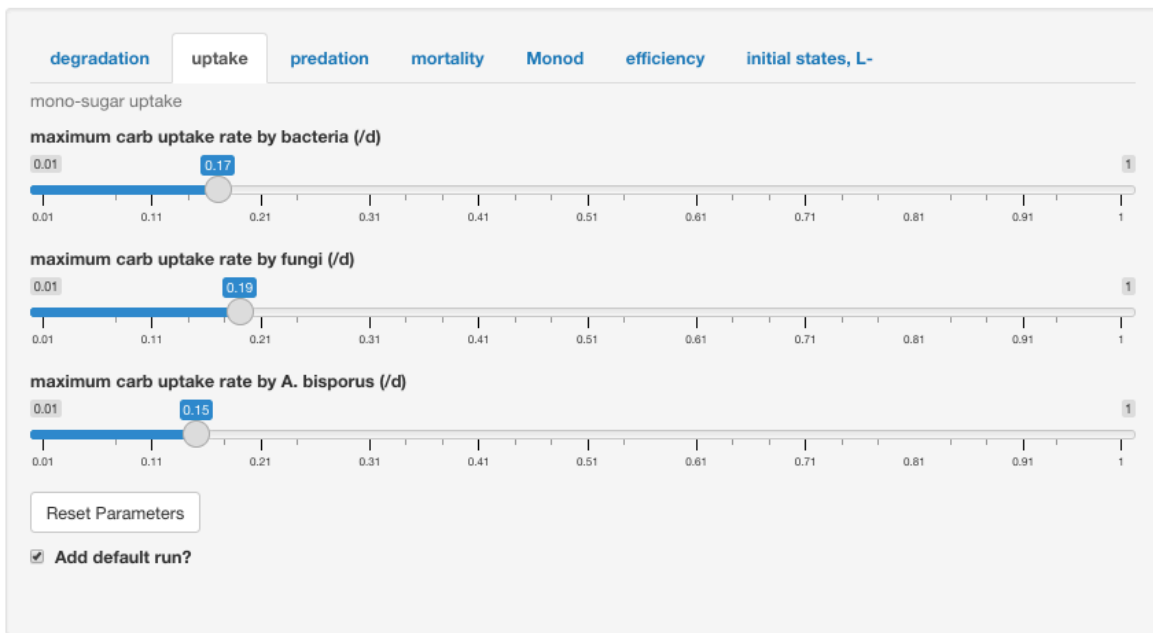 degradation uptake predation mortality Monod efficiency initial states, L-
mono-sugar uptake
maximum carb uptake rate by bacteria (/d)
0.01 0.17 1
0.01 0.11 0.21 0.31 0.41 0.51 0.61 0.71 0.81 0.91 1
maximum carb uptake rate by fungi (/d)
0.01 0.19 1
0.01 0.11 0.21 0.31 0.41 0.51 0.61 0.71 0.81 0.91 1
maximum carb uptake rate by A. bisporus (/d)
0.01 0.15 1
0.01 0.11 0.21 0.31 0.41 0.51 0.61 0.71 0.81 0.91 1
Reset Parameters
Add default run?